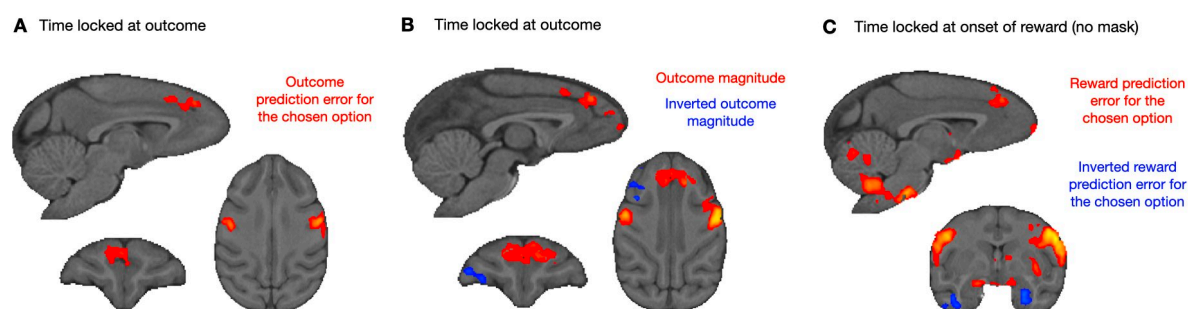 A Time locked at outcome
Outcome
prediction error for
the chosen option
B Time locked at outcome
Outcome magnitude
Inverted outcome
magnitude
C Time locked at onset of reward (no mask)
Reward prediction
error for the
chosen option
Inverted reward
prediction error for
the chosen option